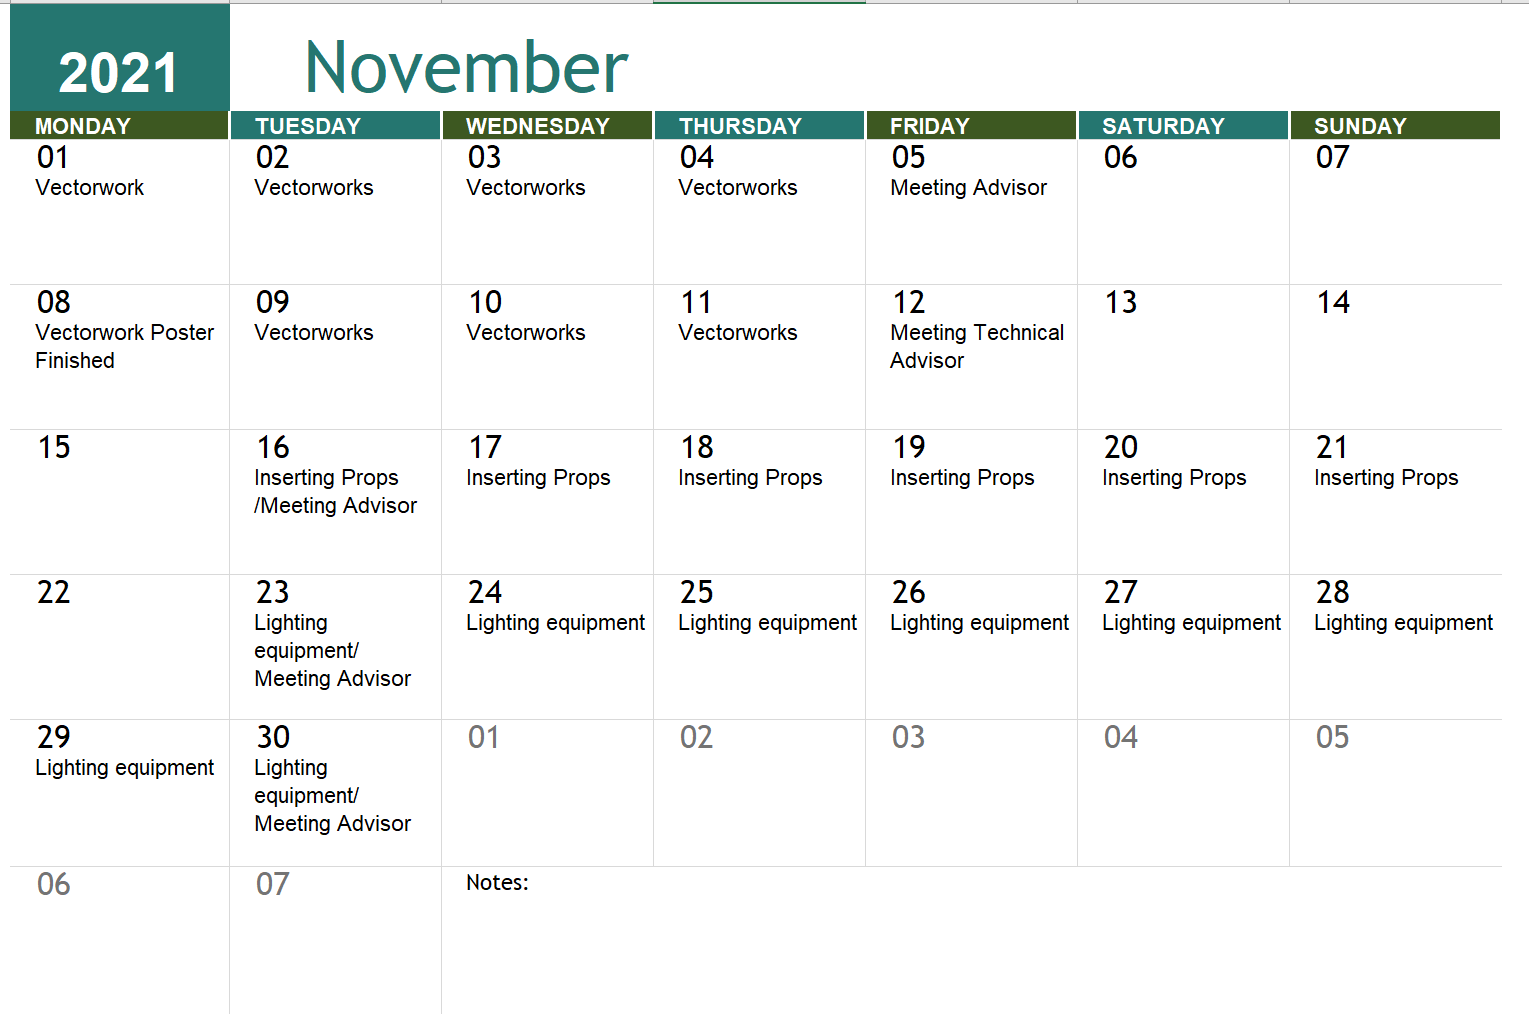 2021
November
MONDAY TUESDAY WEDNESDAY THURSDAY FRIDAY SATURDAY SUNDAY
01 02 03 04 05 06 07
Vectorwork Vectorworks Vectorworks Vectorworks Meeting Advisor
08 09 10 11 12 13 14
Vectorwork Poster Vectorworks Vectorworks Vectorworks Meeting Technical
Finished Advisor
15 16 17 18 19 20 21
Inserting Props Inserting Props Inserting Props Inserting Props Inserting Props Inserting Props
/Meeting Advisor
22 23 24 25 26 27 28
Lighting Lighting equipment Lighting equipment Lighting equipment Lighting equipment Lighting equipment
equipment/
Meeting Advisor
29 30 01 02 03 04 05
Lighting equipment Lighting
equipment/
Meeting Advisor
06 07 Notes: